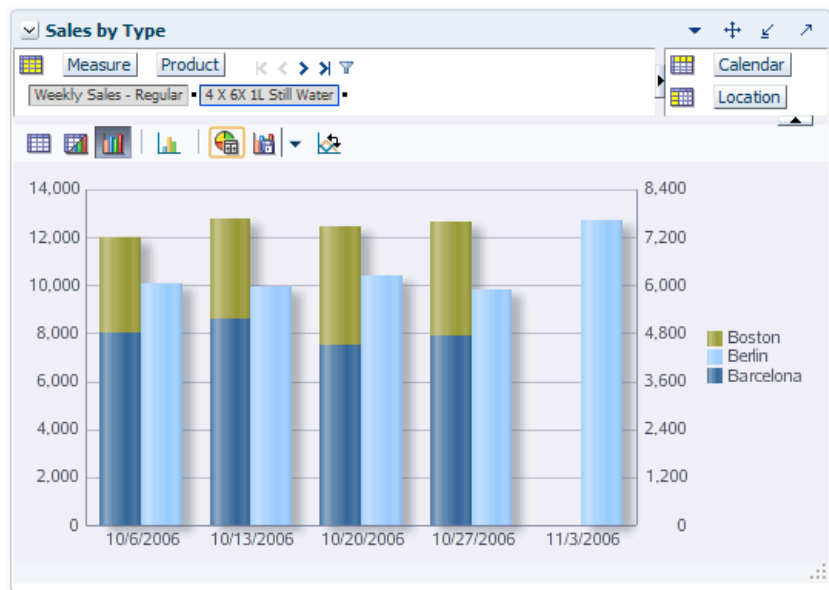 Sales by Type
Measure Product
Weekly Sales - Regular 4 X 6X 1L Still Water
Calendar
Location
14,000 8,400
12,000 7,200
10,000 6,000
8,000 4,800
6,000 3,600
4,000 2,400
2,000 1,200
0 0
10/6/2006 10/13/2006 10/20/2006 10/27/2006 11/3/2006
Boston
Berlin
Barcelona